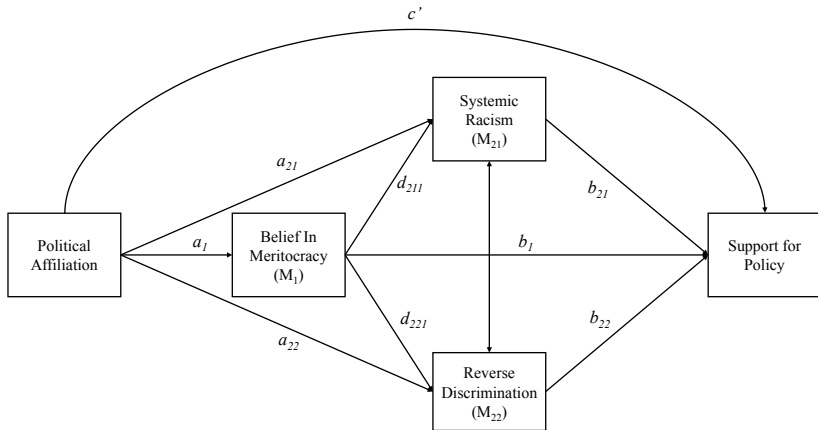 c’
Systemic
Racism
(M21)
a21
d211
b21
Political
Affiliation
a1
Belief In
Meritocracy
(M1)
b1
Support for
Policy
a22
d221
b22
Reverse
Discrimination
(M22)